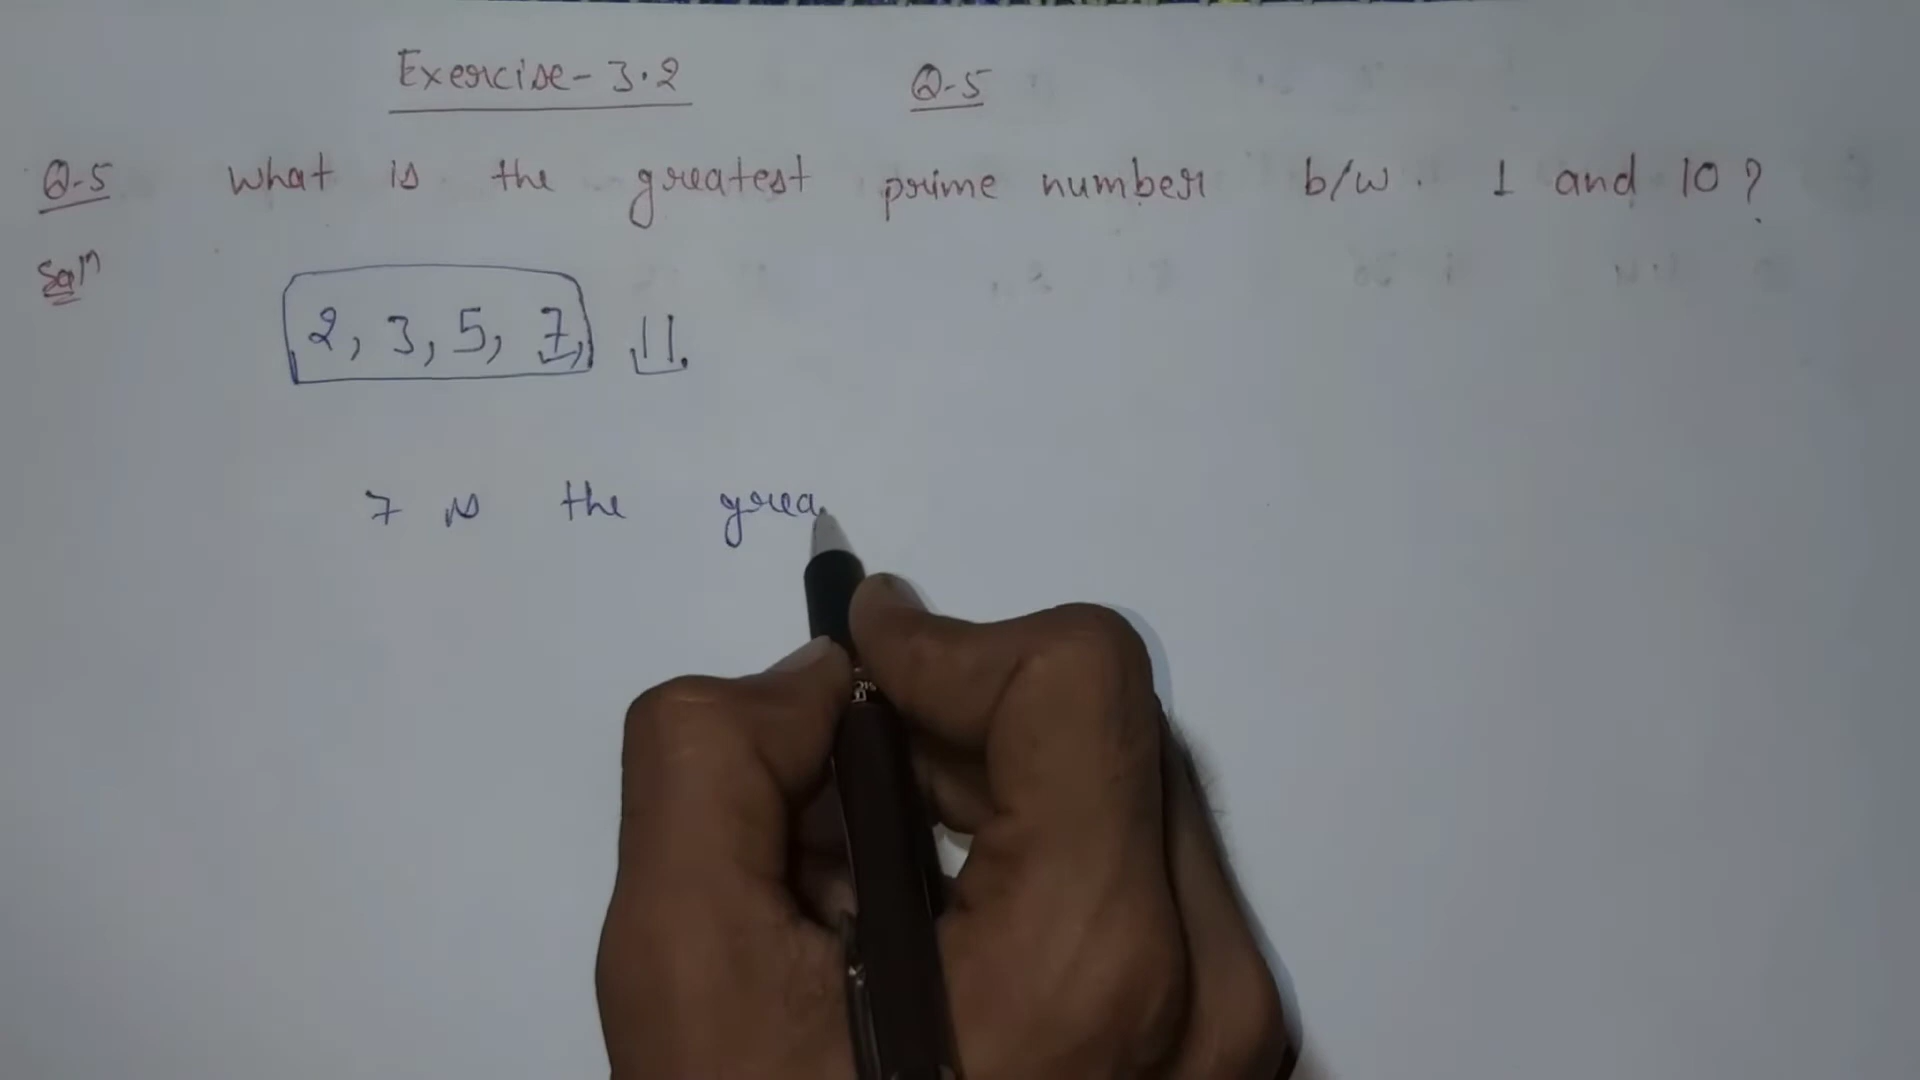 Exercise-3.2 Q-5
Q-5 What is the greatest prime number b/w. 1 and 10?
Soln
2, 3, 5, 7, 11.
7 is the grea